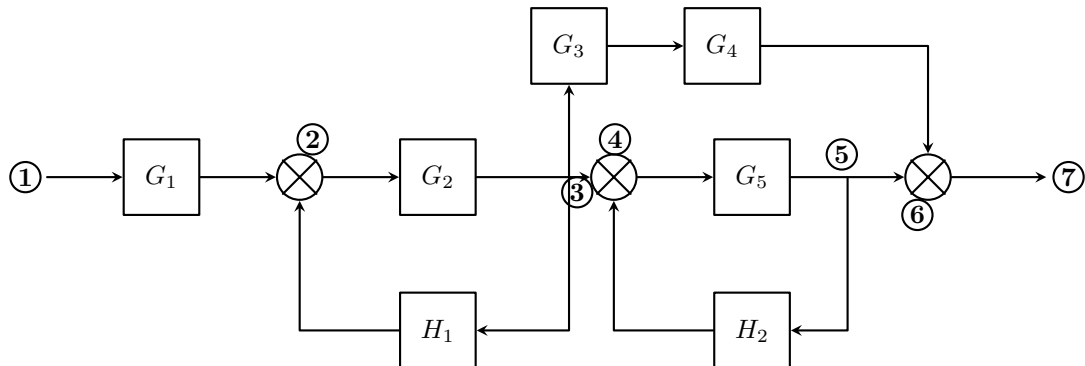 G₃ G₄
② ④ ⑤
① G₁ G₂ ③ G₅ ⑥ ⑦
H₁ H₂